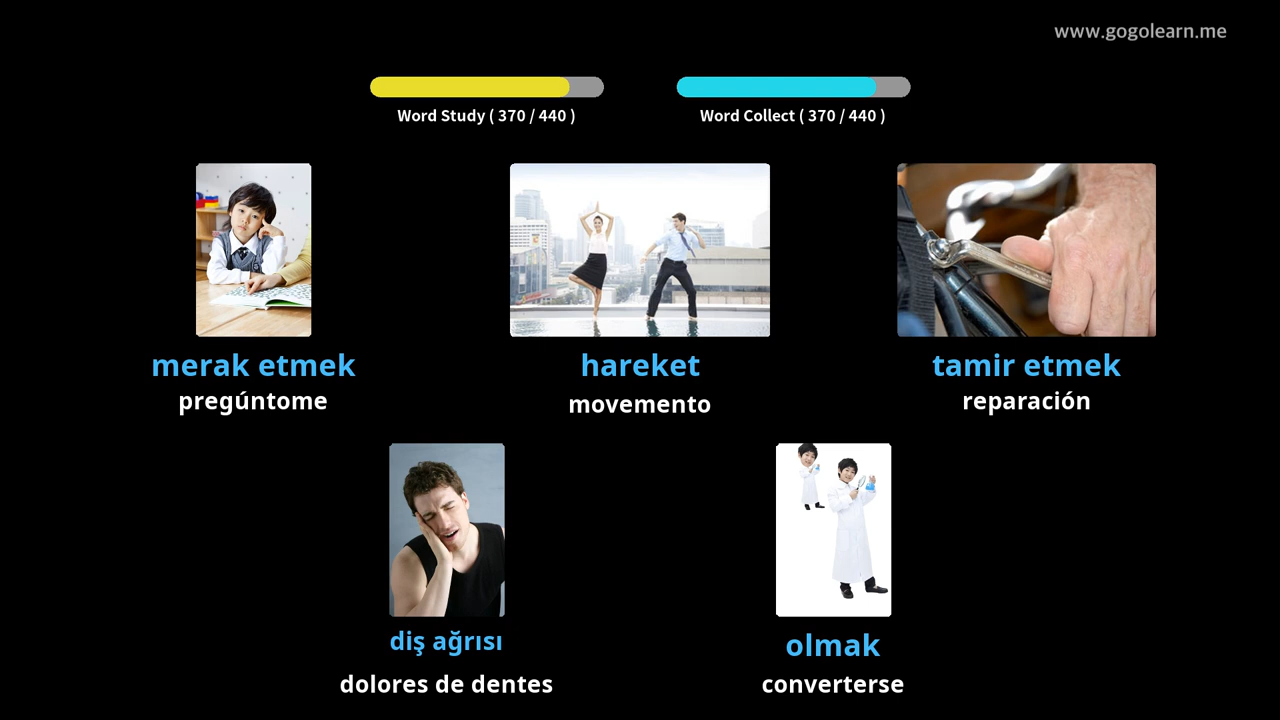 www.gogolearn.me
Word Study ( 370 / 440 )
Word Collect ( 370 / 440 )
merak etmek
pregúntome
hareket
movemento
tamir etmek
reparación
diş ağrısı
dolores de dentes
olmak
converterse